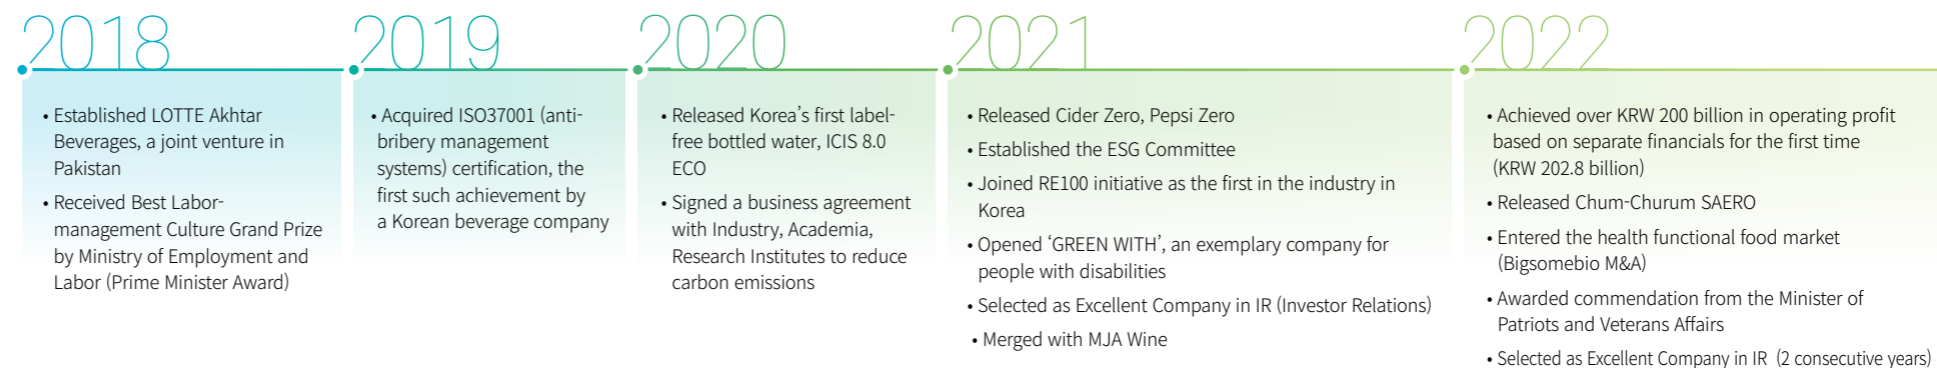 2018
• Established LOTTE Akhtar
Beverages, a joint venture in
Pakistan
• Received Best Labor-
management Culture Grand Prize
by Ministry of Employment and
Labor (Prime Minister Award)
2019
• Acquired ISO37001 (anti-
bribery management
systems) certification, the
first such achievement by
a Korean beverage company
2020
• Released Korea's first label-
free bottled water, ICIS 8.0
ECO
• Signed a business agreement
with Industry, Academia,
Research Institutes to reduce
carbon emissions
2021
• Released Cider Zero, Pepsi Zero
• Established the ESG Committee
• Joined RE100 initiative as the first in the industry in
Korea
• Opened ‘GREEN WITH’, an exemplary company for
people with disabilities
• Selected as Excellent Company in IR (Investor Relations)
• Merged with MJA Wine
2022
• Achieved over KRW 200 billion in operating profit
based on separate financials for the first time
(KRW 202.8 billion)
• Released Chum-Churum SAERO
• Entered the health functional food market
(Bigsomebio M&A)
• Awarded commendation from the Minister of
Patriots and Veterans Affairs
• Selected as Excellent Company in IR (2 consecutive years)